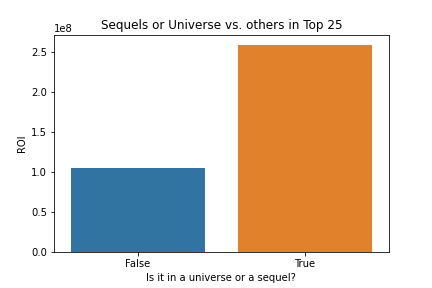 Sequels or Universe vs. others in Top 25
1e8
2.5
2.0
1.5
1.0
0.5
0.0
ROI
False True
Is it in a universe or a sequel?